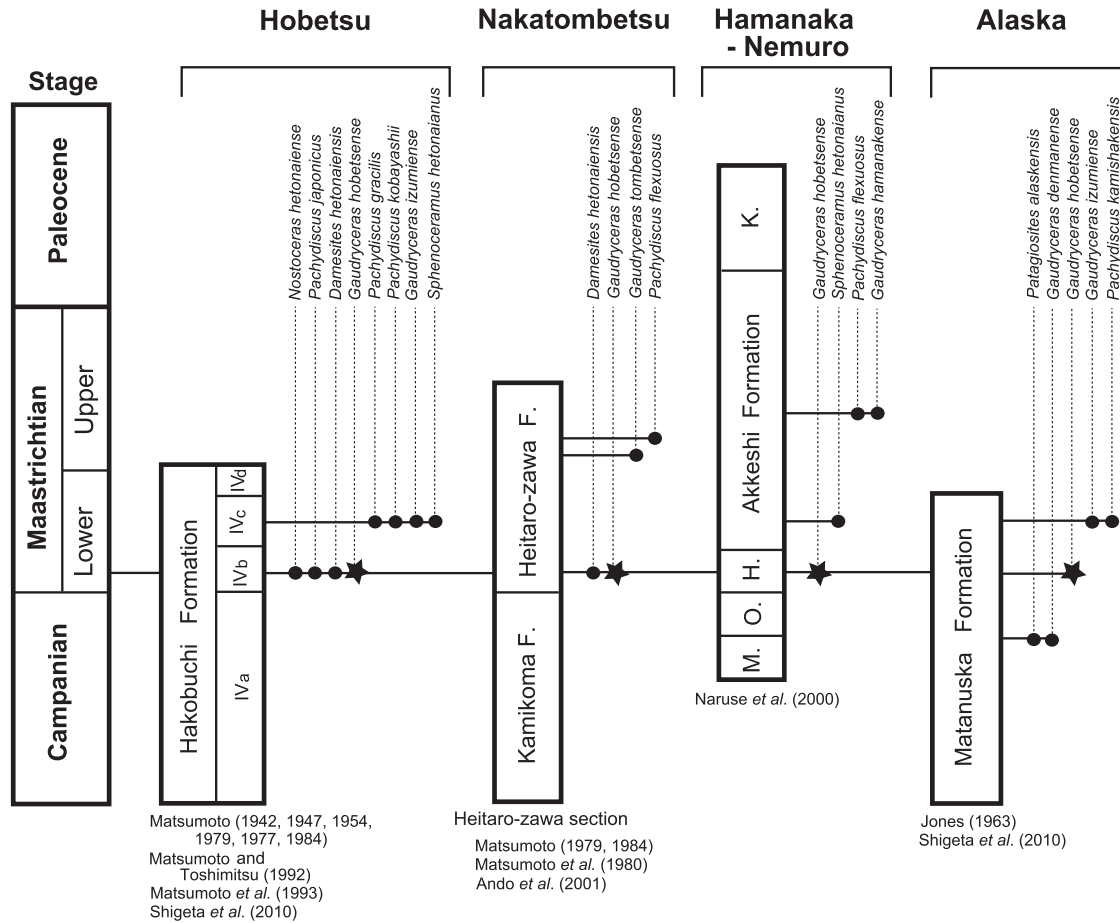 Hobetsu
Nakatombetsu
Hamanaka
- Nemuro
Alaska
Stage
Paleocene
Maastrichtian
Upper
Lower
Campanian
Hakobuchi Formation
IVd
IVc
IVb
IVa
Nostoceras hetonaiense
Pachydiscus japonicus
Damesites hetonaiensis
Gaudryceras hobetsense
Pachydiscus gracilis
Pachydiscus kobayashii
Gaudryceras izumiense
Sphenoceramus hetonaianus
Matsumoto (1942, 1947, 1954,
1979, 1977, 1984)
Matsumoto and
Toshimitsu (1992)
Matsumoto et al. (1993)
Shigeta et al. (2010)
Heitaro-zawa F.
Kamikoma F.
Damesites hetonaiensis
Gaudryceras hobetsense
Gaudryceras tombetsense
Pachydiscus flexuosus
Heitaro-zawa section
Matsumoto (1979, 1984)
Matsumoto et al. (1980)
Ando et al. (2001)
K.
Akkeshi Formation
H.
O.
M.
Gaudryceras hobetsense
Sphenoceramus hetonaianus
Pachydiscus flexuosus
Gaudryceras hamanakense
Naruse et al. (2000)
Matanuska Formation
Patagiosites alaskensis
Gaudryceras denmanense
Gaudryceras hobetsense
Gaudryceras izumiense
Pachydiscus kamishakensis
Jones (1963)
Shigeta et al. (2010)